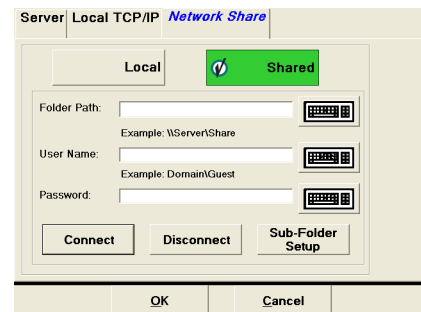 Server Local TCP/IP Network Share
Local Shared
Folder Path:
Example: \\Server\Share
User Name:
Example: Domain\Guest
Password:
Connect Disconnect Sub-Folder Setup
OK Cancel